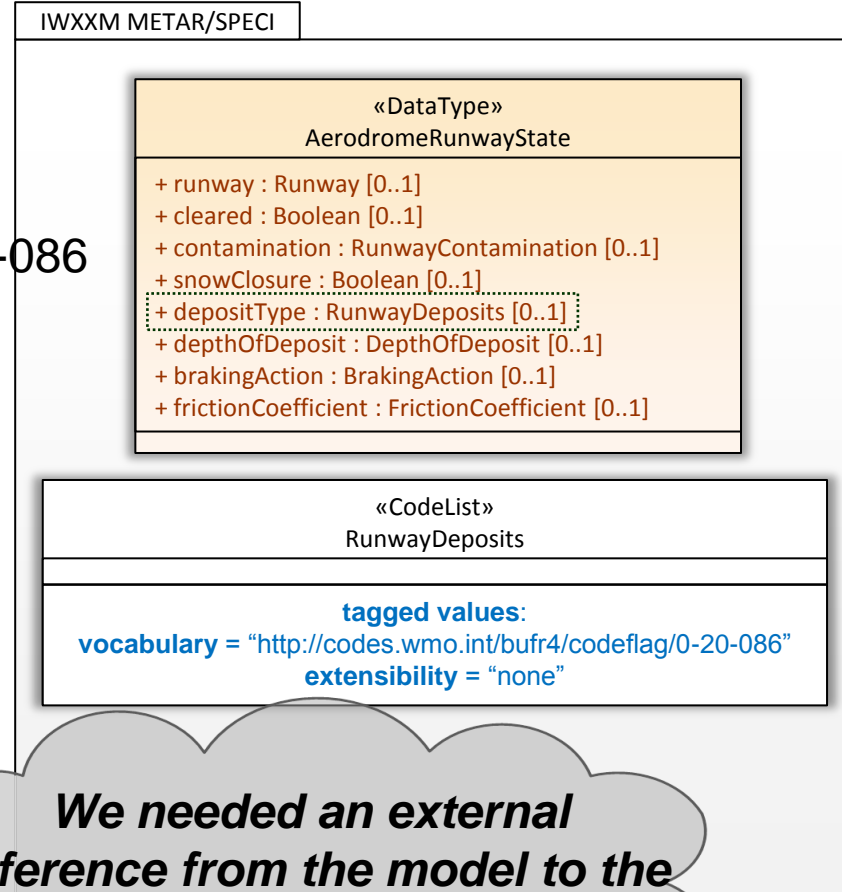 IWXXM METAR/SPECI
«DataType»
AerodromeRunwayState
+ runway : Runway [0..1]
+ cleared : Boolean [0..1]
-086
+ contamination : RunwayContamination [0..1]
+ snowClosure : Boolean [0..1]
+ depositType : RunwayDeposits [0..1]
+ depthOfDeposit : DepthOfDeposit [0..1]
+ brakingAction : BrakingAction [0..1]
+ frictionCoefficient : FrictionCoefficient [0..1]
«CodeList»
RunwayDeposits
tagged values:
vocabulary = “http://codes.wmo.int/bufr4/codeflag/0-20-086”
extensibility = “none”
We needed an external
ference from the model to the